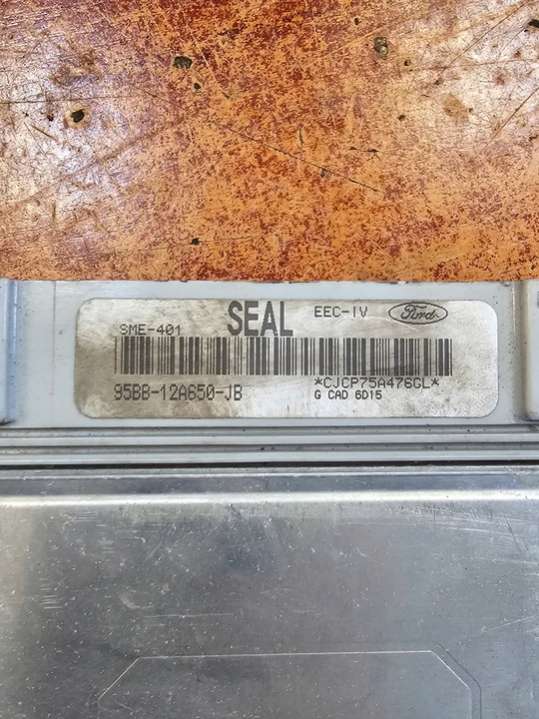 SME-401 SEAL EEC-IV Ford
95BB-12A650-JB *CJCP75A476GL*
G CAD 6D15